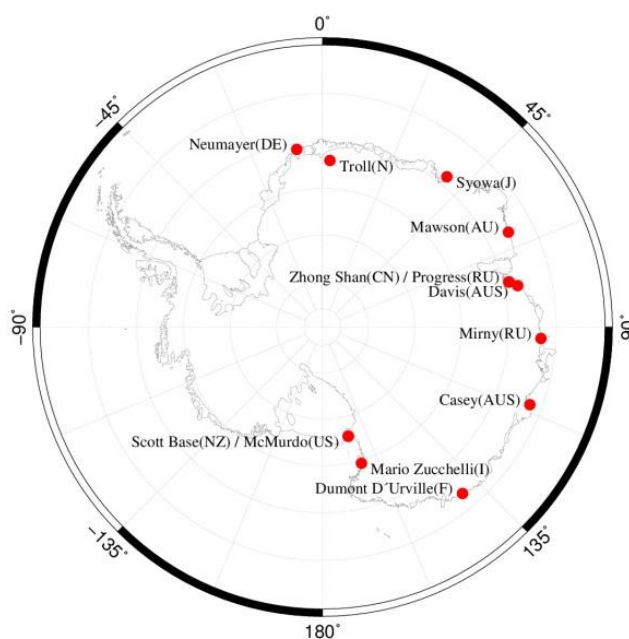 0°
-45°
45°
Neumayer(DE)
Troll(N)
Syowa(J)
Mawson(AU)
Zhong Shan(CN) / Progress(RU)
Davis(AUS)
-90°
90°
Mirny(RU)
Casey(AUS)
Scott Base(NZ) / McMurdo(US)
Mario Zucchelli(I)
Dumont D´Urville(F)
-135°
135°
180°